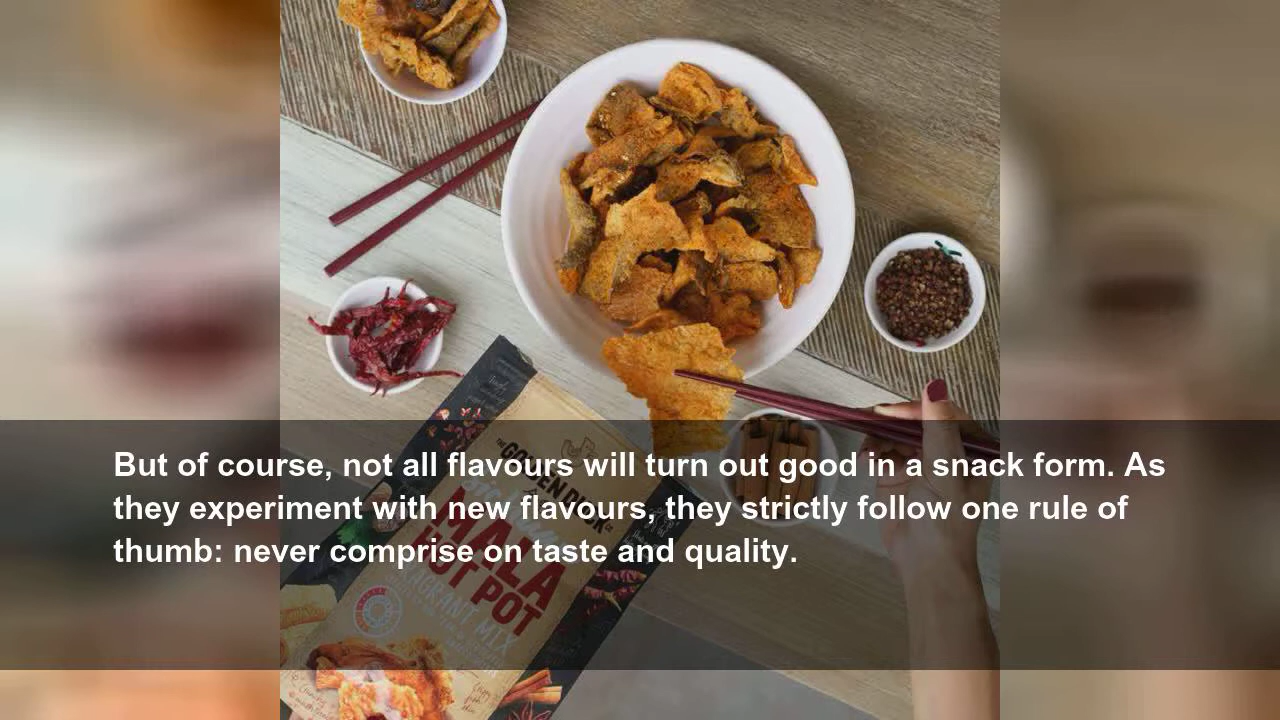 But of course, not all flavours will turn out good in a snack form. As
they experiment with new flavours, they strictly follow one rule of
thumb: never comprise on taste and quality.
THE GOLDEN DUCK Co
MALA
HOT POT